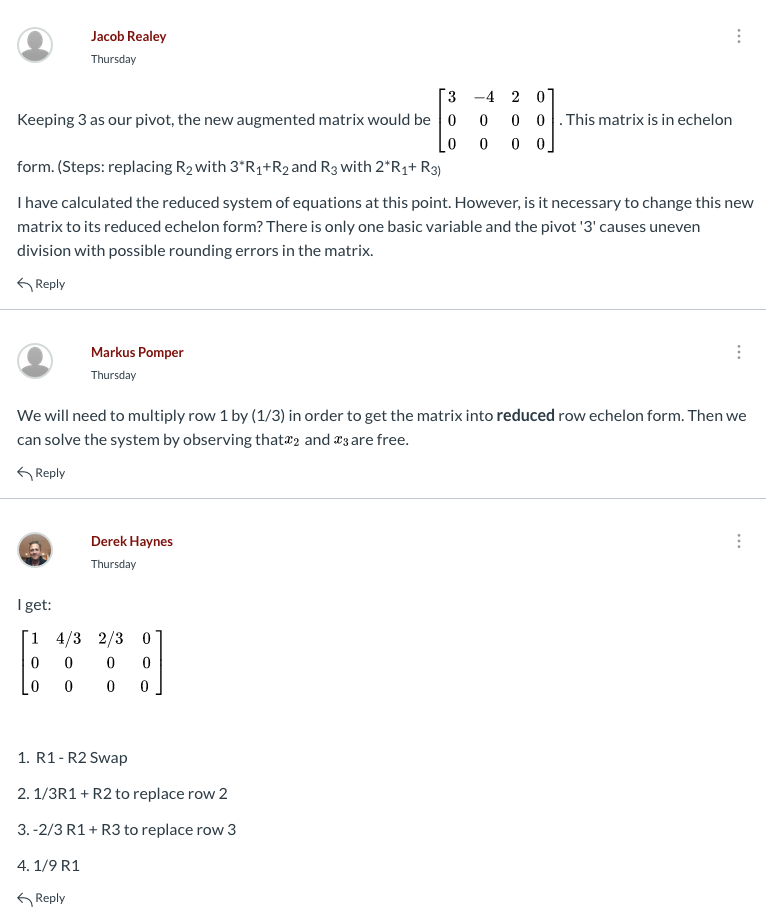 Jacob Realey
Thursday
Keeping 3 as our pivot, the new augmented matrix would be [3 −4 2 0
0 0 0 0
0 0 0 0]. This matrix is in echelon
form. (Steps: replacing R2 with 3*R1+R2 and R3 with 2*R1+ R3)
I have calculated the reduced system of equations at this point. However, is it necessary to change this new
matrix to its reduced echelon form? There is only one basic variable and the pivot '3' causes uneven
division with possible rounding errors in the matrix.
Reply
Markus Pomper
Thursday
We will need to multiply row 1 by (1/3) in order to get the matrix into reduced row echelon form. Then we
can solve the system by observing that x2 and x3 are free.
Reply
Derek Haynes
Thursday
I get:
[1 4/3 2/3 0
0 0 0 0
0 0 0 0]
1. R1 - R2 Swap
2. 1/3R1 + R2 to replace row 2
3. -2/3 R1 + R3 to replace row 3
4. 1/9 R1
Reply